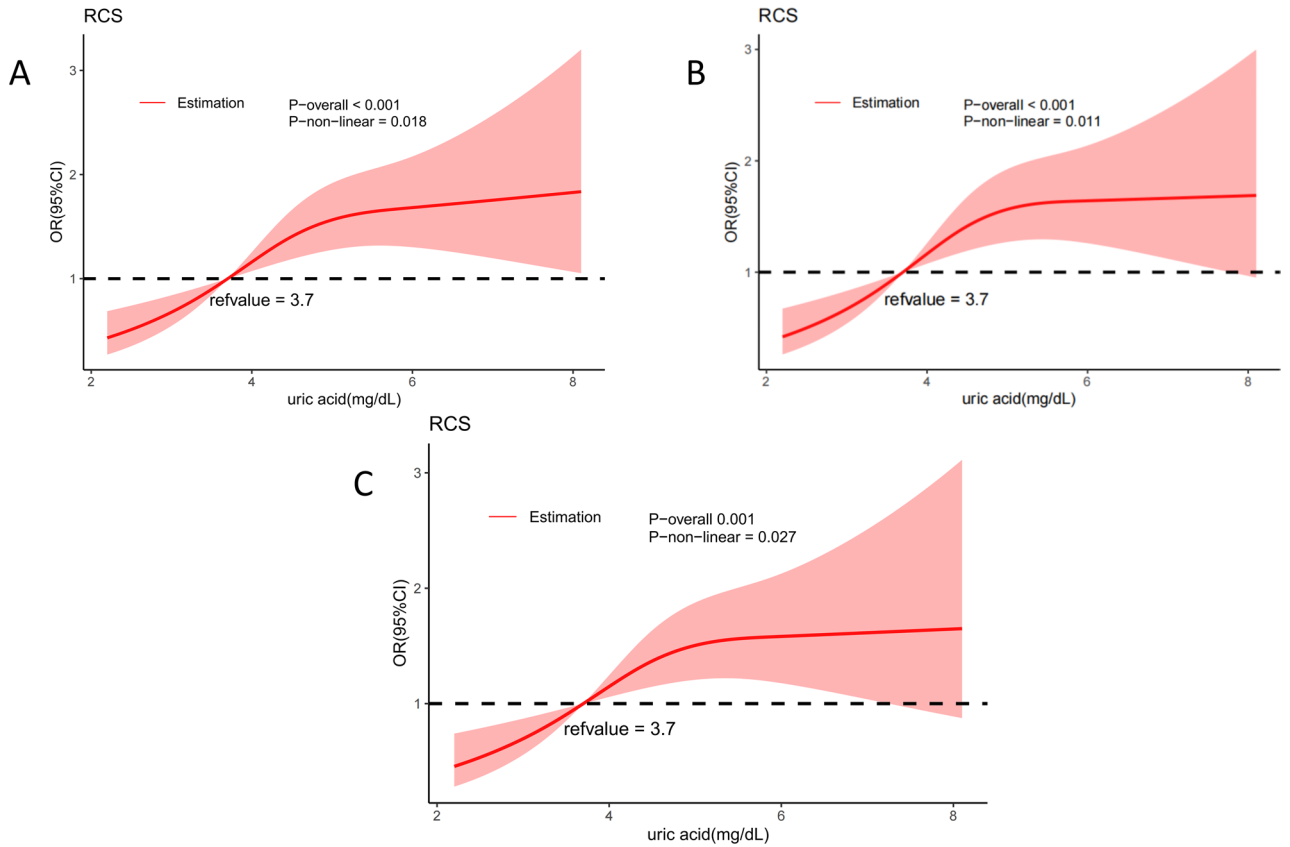 RCS
A
3
Estimation
P−overall < 0.001
P−non−linear = 0.018
2
OR(95%CI)
1
refvalue = 3.7
2 4 6 8
uric acid(mg/dL)
RCS
B
3
Estimation
P−overall < 0.001
P−non−linear = 0.011
2
OR(95%CI)
1
refvalue = 3.7
2 4 6 8
uric acid(mg/dL)
RCS
C
3
Estimation
P−overall 0.001
P−non−linear = 0.027
2
OR(95%CI)
1
refvalue = 3.7
2 4 6 8
uric acid(mg/dL)